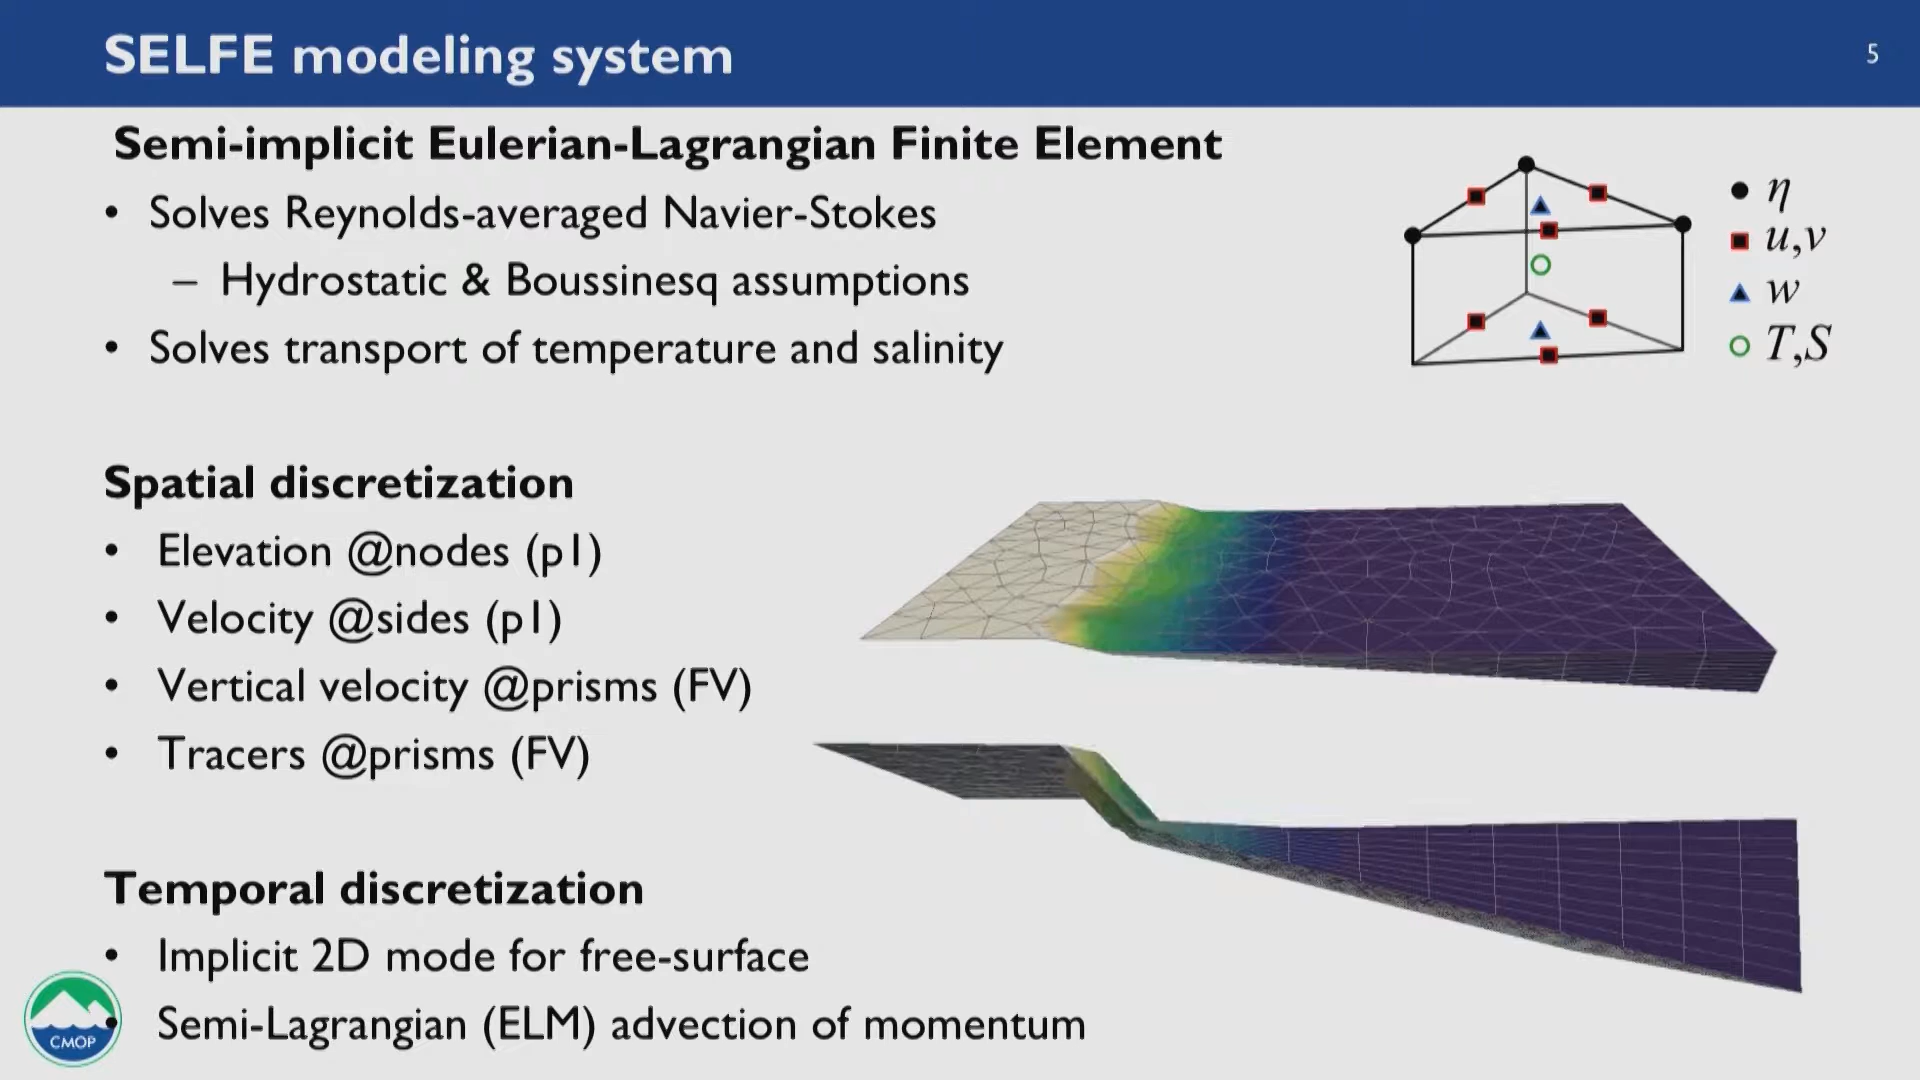 SELFE modeling system
5
Semi-implicit Eulerian-Lagrangian Finite Element
• Solves Reynolds-averaged Navier-Stokes
– Hydrostatic & Boussinesq assumptions
• Solves transport of temperature and salinity
η
u,v
w
T,S
Spatial discretization
• Elevation @nodes (p1)
• Velocity @sides (p1)
• Vertical velocity @prisms (FV)
• Tracers @prisms (FV)
Temporal discretization
• Implicit 2D mode for free-surface
• Semi-Lagrangian (ELM) advection of momentum
CMOP